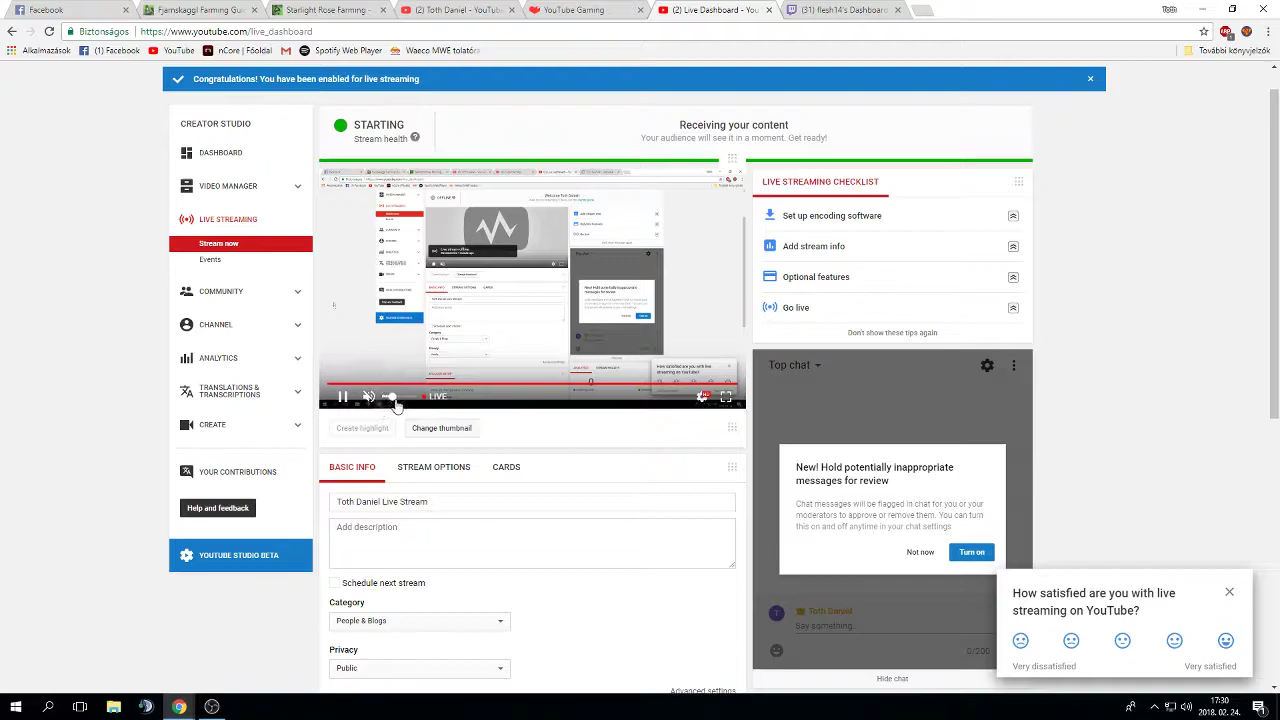 Facebook
Fjernskagl Farming Guid
Starlight Rose Farming -
(2) Toth Daniel - YouTube
YouTube Gaming
(2) Live Dashboard - You
(31) flesh14's Dashboard
Biztonságos
https://www.youtube.com/live_dashboard
Alkalmazások
(1) Facebook
YouTube
nCore | Főoldal
Spotify Web Player
Waeco MWE tolatóra
További könyvjelzők
Congratulations! You have been enabled for live streaming
CREATOR STUDIO
DASHBOARD
VIDEO MANAGER
LIVE STREAMING
Stream now
Events
COMMUNITY
CHANNEL
ANALYTICS
TRANSLATIONS &
TRANSCRIPTIONS
CREATE
YOUR CONTRIBUTIONS
Help and feedback
YOUTUBE STUDIO BETA
STARTING
Stream health
Receiving your content
Your audience will see it in a moment. Get ready!
LIVE
Create highlight
Change thumbnail
BASIC INFO
STREAM OPTIONS
CARDS
Toth Daniel Live Stream
Add description
Schedule next stream
Category
People & Blogs
Privacy
Public
Advanced settings
LIVE STREAMING CHECKLIST
Set up encoding software
Add stream info
Optional features
Go live
Don't show these tips again
Top chat
New! Hold potentially inappropriate
messages for review
Chat messages will be flagged in chat for you or your
moderators to approve or remove them. You can turn
this on and off anytime in your chat settings
Not now
Turn on
Toth Daniel
Say something...
0/200
Hide chat
How satisfied are you with live
streaming on YouTube?
Very dissatisfied
Very satisfied
17:30
2018. 02. 24.